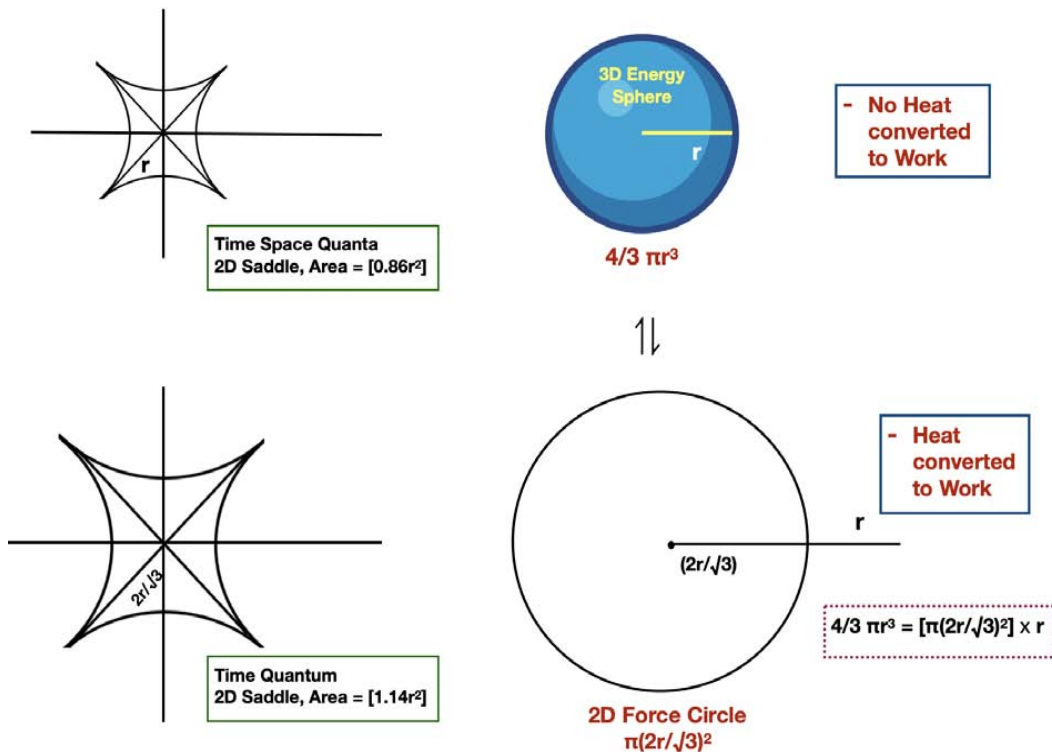 r
Time Space Quanta
2D Saddle, Area = [0.86r²]
3D Energy
Sphere
r
4/3 πr³
- No Heat
converted
to Work
⥮
2r/√3
Time Quantum
2D Saddle, Area = [1.14r²]
(2r/√3)
r
2D Force Circle
π(2r/√3)²
- Heat
converted
to Work
4/3 πr³ = [π(2r/√3)²] x r